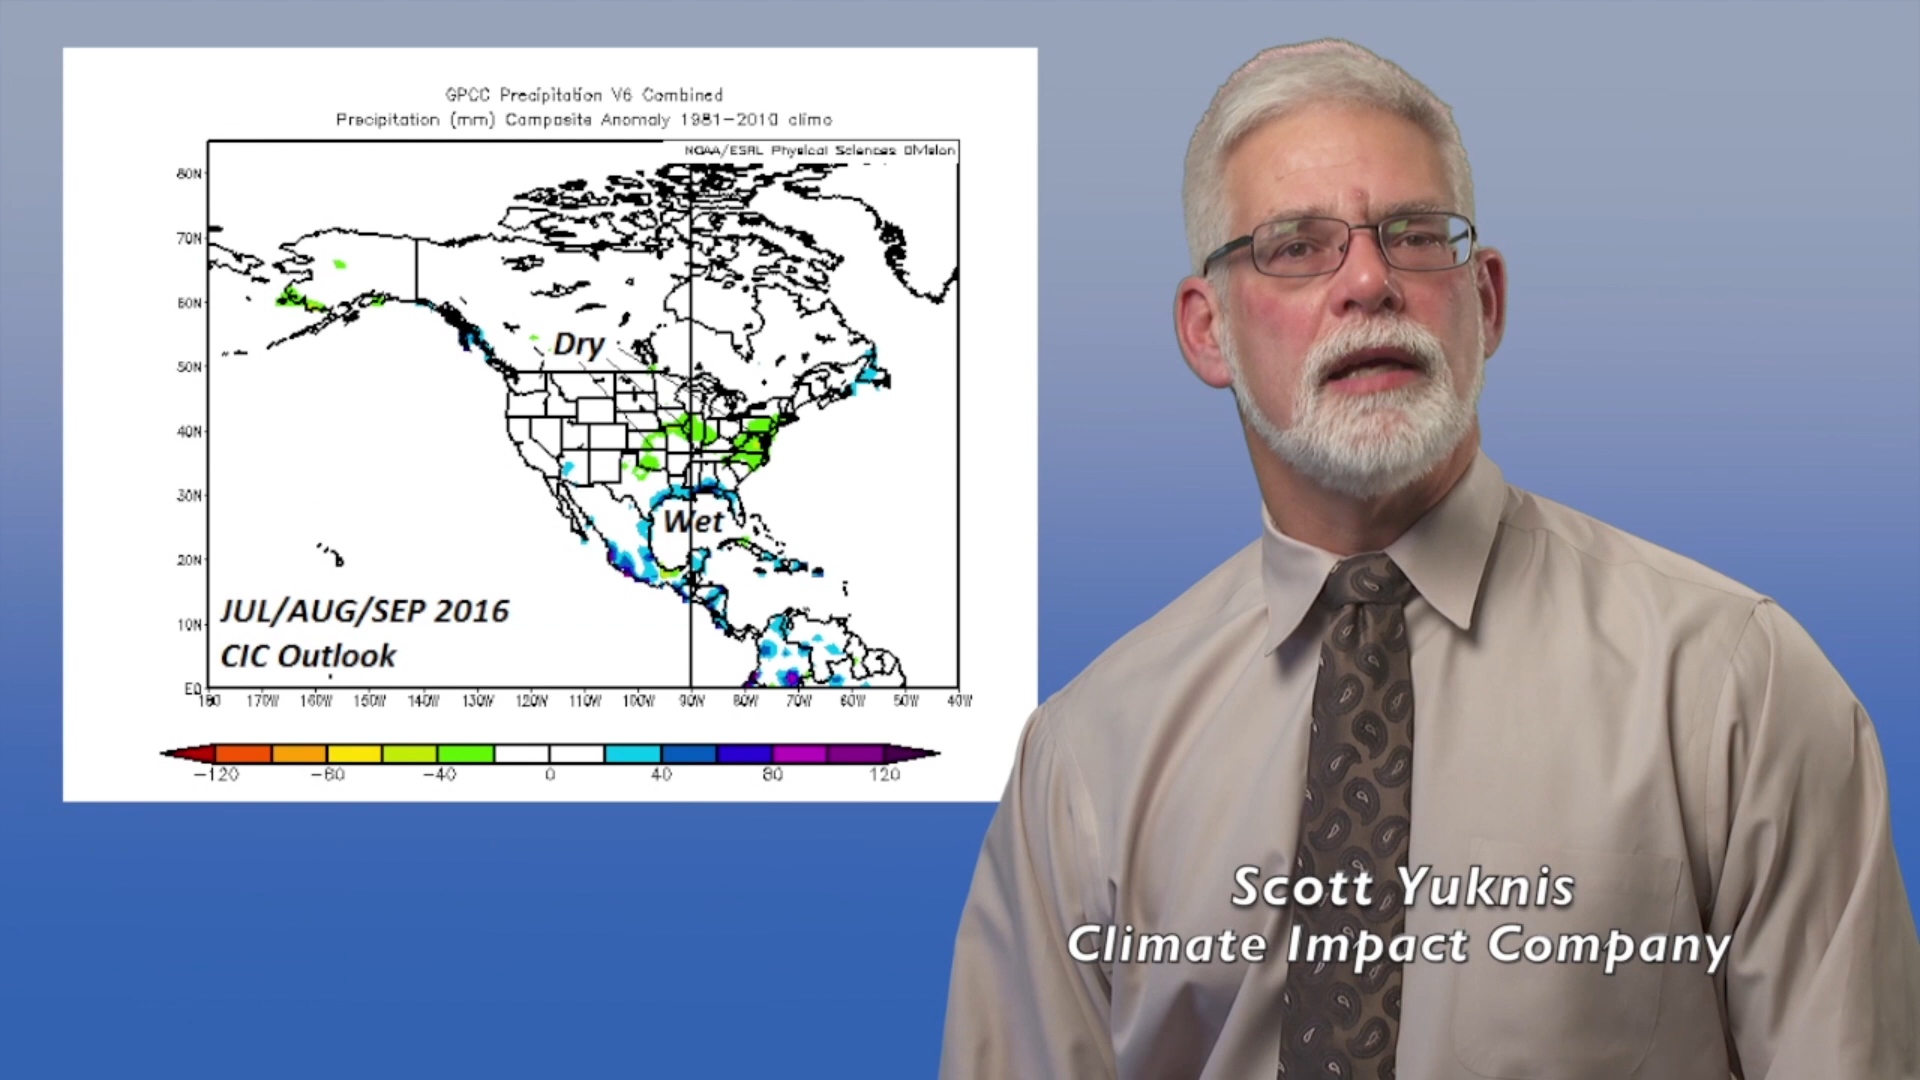 GPCC Precipitation V6 Combined
Precipitation (mm) Composite Anomaly 1981-2010 climo
NOAA/ESRL Physical Sciences Division
80N
70N
60N
50N
40N
30N
20N
10N
EQ
Dry
Wet
JUL/AUG/SEP 2016
CIC Outlook
180 170W 160W 150W 140W 130W 120W 110W 100W 90W 80W 70W 60W 50W 40W
-120 -60 -40 0 40 80 120
Scott Yuknis
Climate Impact Company